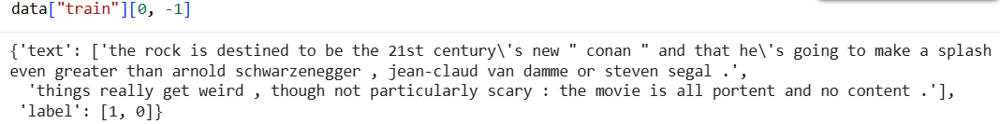 data["train"][0, -1]
{'text': ['the rock is destined to be the 21st century\'s new " conan " and that he\'s going to make a splash
even greater than arnold schwarzenegger , jean-claud van damme or steven segal .',
  'things really get weird , though not particularly scary : the movie is all portent and no content .'],
 'label': [1, 0]}